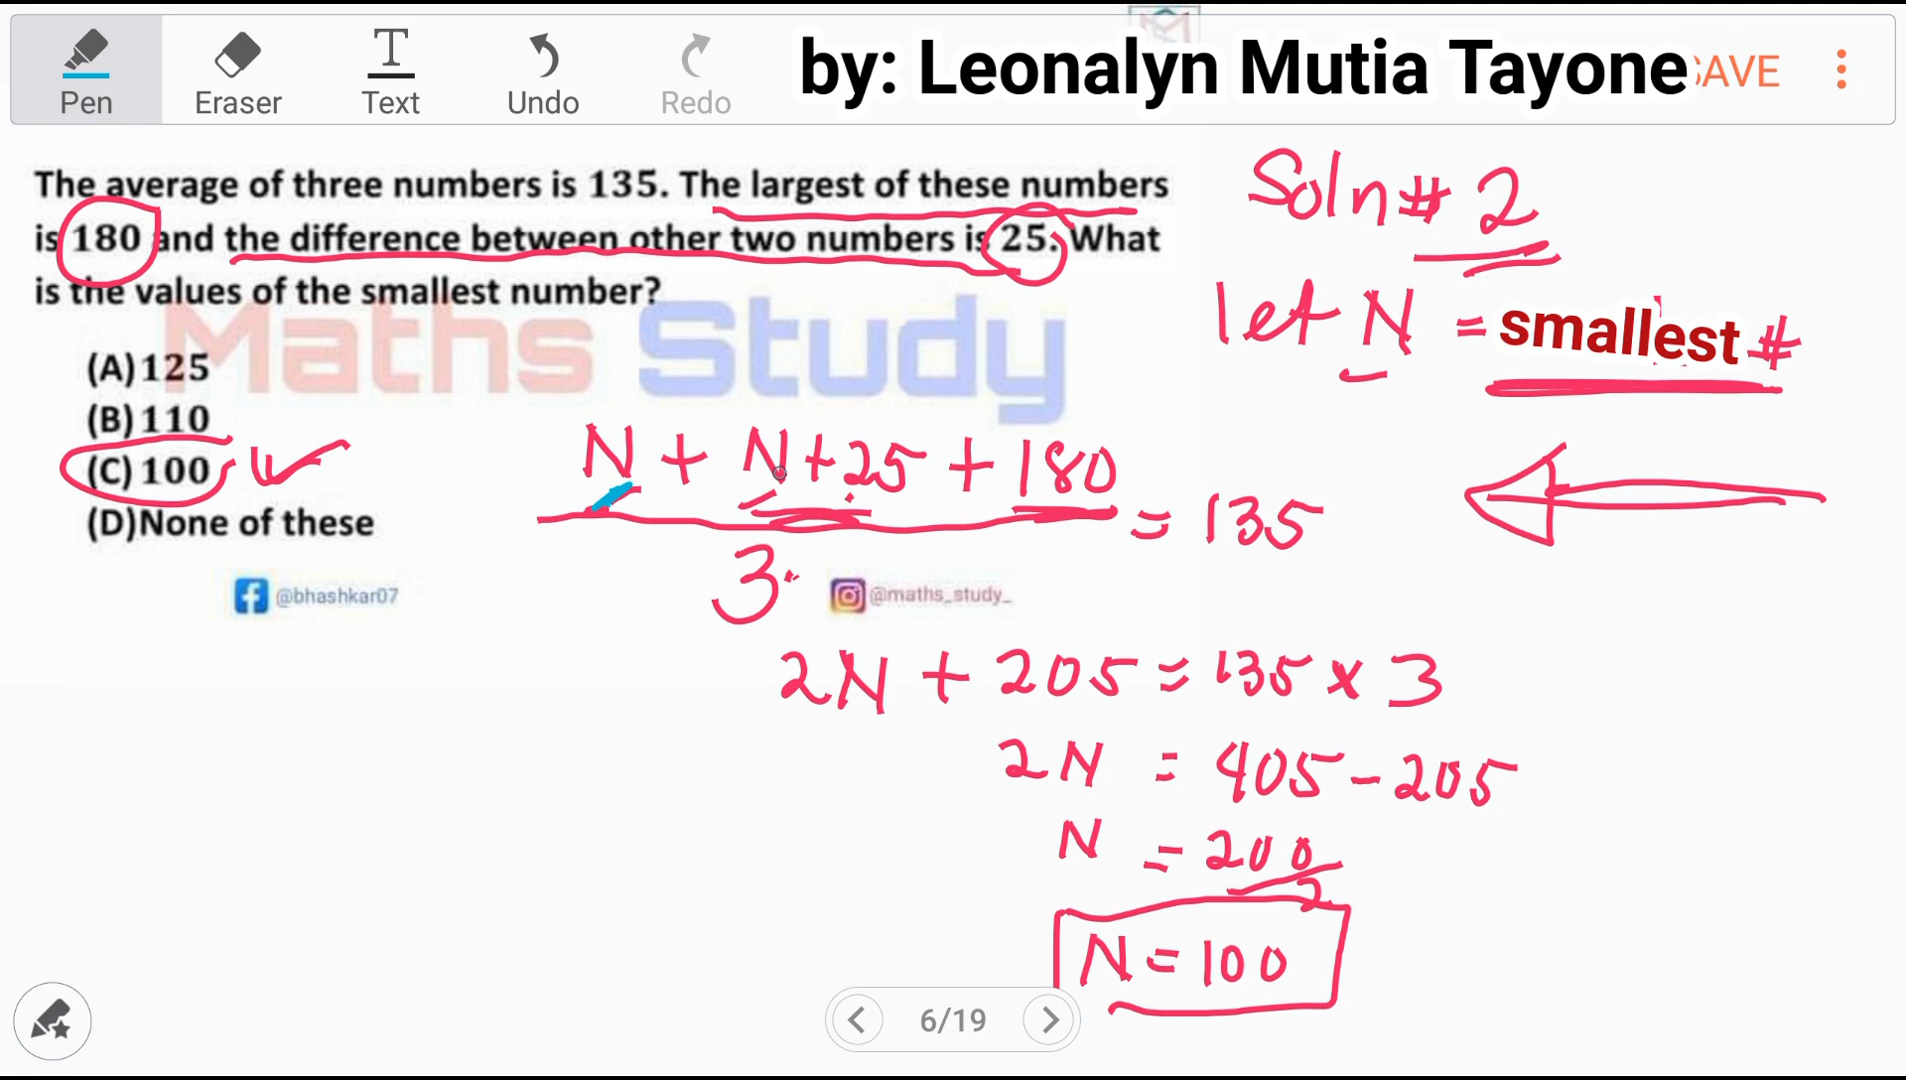 Pen Eraser Text Undo Redo by: Leonalyn Mutia Tayone SAVE
The average of three numbers is 135. The largest of these numbers
is 180 and the difference between other two numbers is 25. What
is the values of the smallest number?
Maths Study
(A) 125
(B) 110
(C) 100
(D) None of these
@bhashkar07
@maths_study_
Soln # 2
let N = smallest #
N + N + 25 + 180
3
= 135
2N + 205 = 135 x 3
2N = 405 - 205
N = 200
2
N = 100
6/19